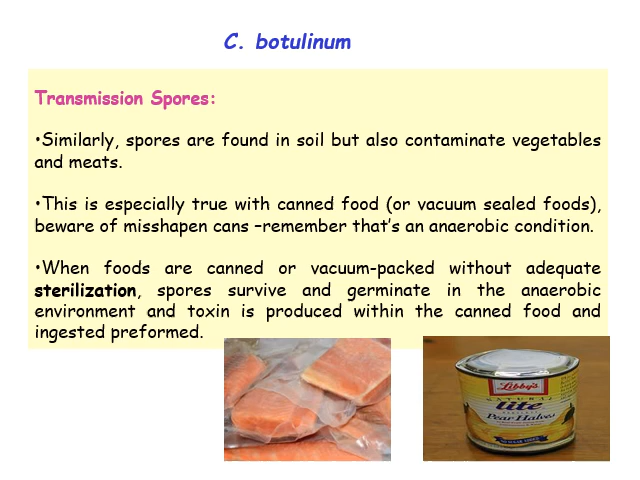 C. botulinum
Transmission Spores:
•Similarly, spores are found in soil but also contaminate vegetables
and meats.
•This is especially true with canned food (or vacuum sealed foods),
beware of misshapen cans –remember that's an anaerobic condition.
•When foods are canned or vacuum-packed without adequate
sterilization, spores survive and germinate in the anaerobic
environment and toxin is produced within the canned food and
ingested preformed.
Libby's
NATURAL
lite
Pear Halves